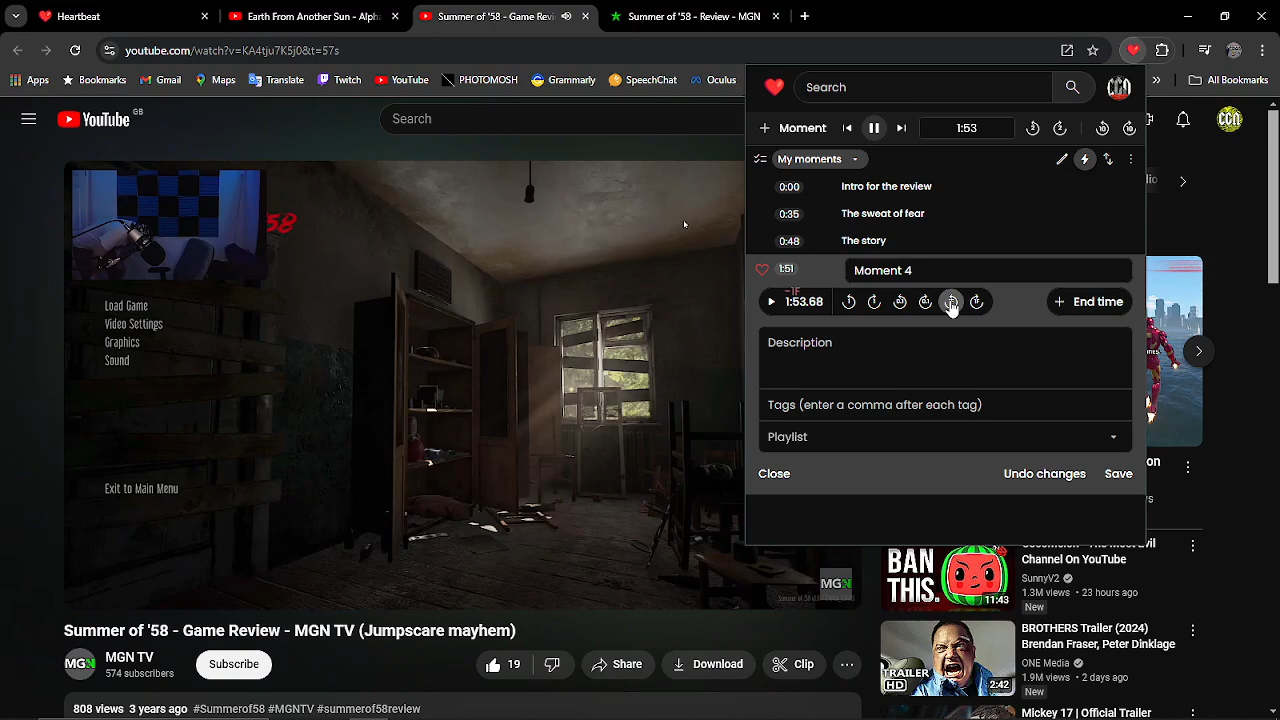 Heartbeat
Earth From Another Sun - Alpha
Summer of '58 - Game Revi
Summer of '58 - Review - MGN
youtube.com/watch?v=KA4tju7K5j0&t=57s
Apps
Bookmarks
Gmail
Maps
Translate
Twitch
YouTube
PHOTOMOSH
Grammarly
SpeechChat
Oculus
All Bookmarks
YouTube GB
Search
Search
CCN
+ Moment
1:53
My moments
0:00 Intro for the review
0:35 The sweat of fear
0:48 The story
1:51 Moment 4
-1F
1:53.68
+ End time
Description
Tags (enter a comma after each tag)
Playlist
Close
Undo changes
Save
58
Load Game
Video Settings
Graphics
Sound
Exit to Main Menu
MGN
Summer of '58 - Game Review - MGN TV (Jumpscare mayhem)
MGN
MGN TV
574 subscribers
Subscribe
19
Share
Download
Clip
808 views 3 years ago #Summerof58 #MGNTV #summerof58review
BAN
THIS.
11:43
Channel On YouTube
SunnyV2
1.3M views • 23 hours ago
New
TRAILER
HD
2:42
BROTHERS Trailer (2024)
Brendan Fraser, Peter Dinklage
ONE Media
1.9M views • 2 days ago
New
Mickey 17 | Official Trailer